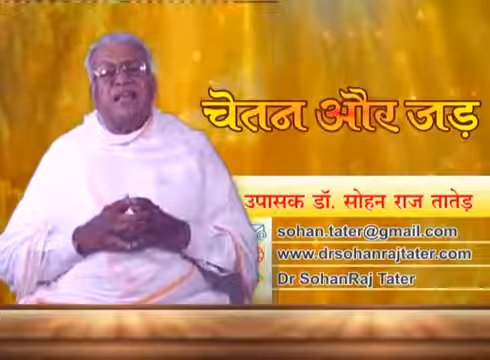 चेतन और जड़
उपासक डॉ. सोहन राज तातेड़
sohan.tater@gmail.com
www.drsohanrajtater.com
Dr SohanRaj Tater